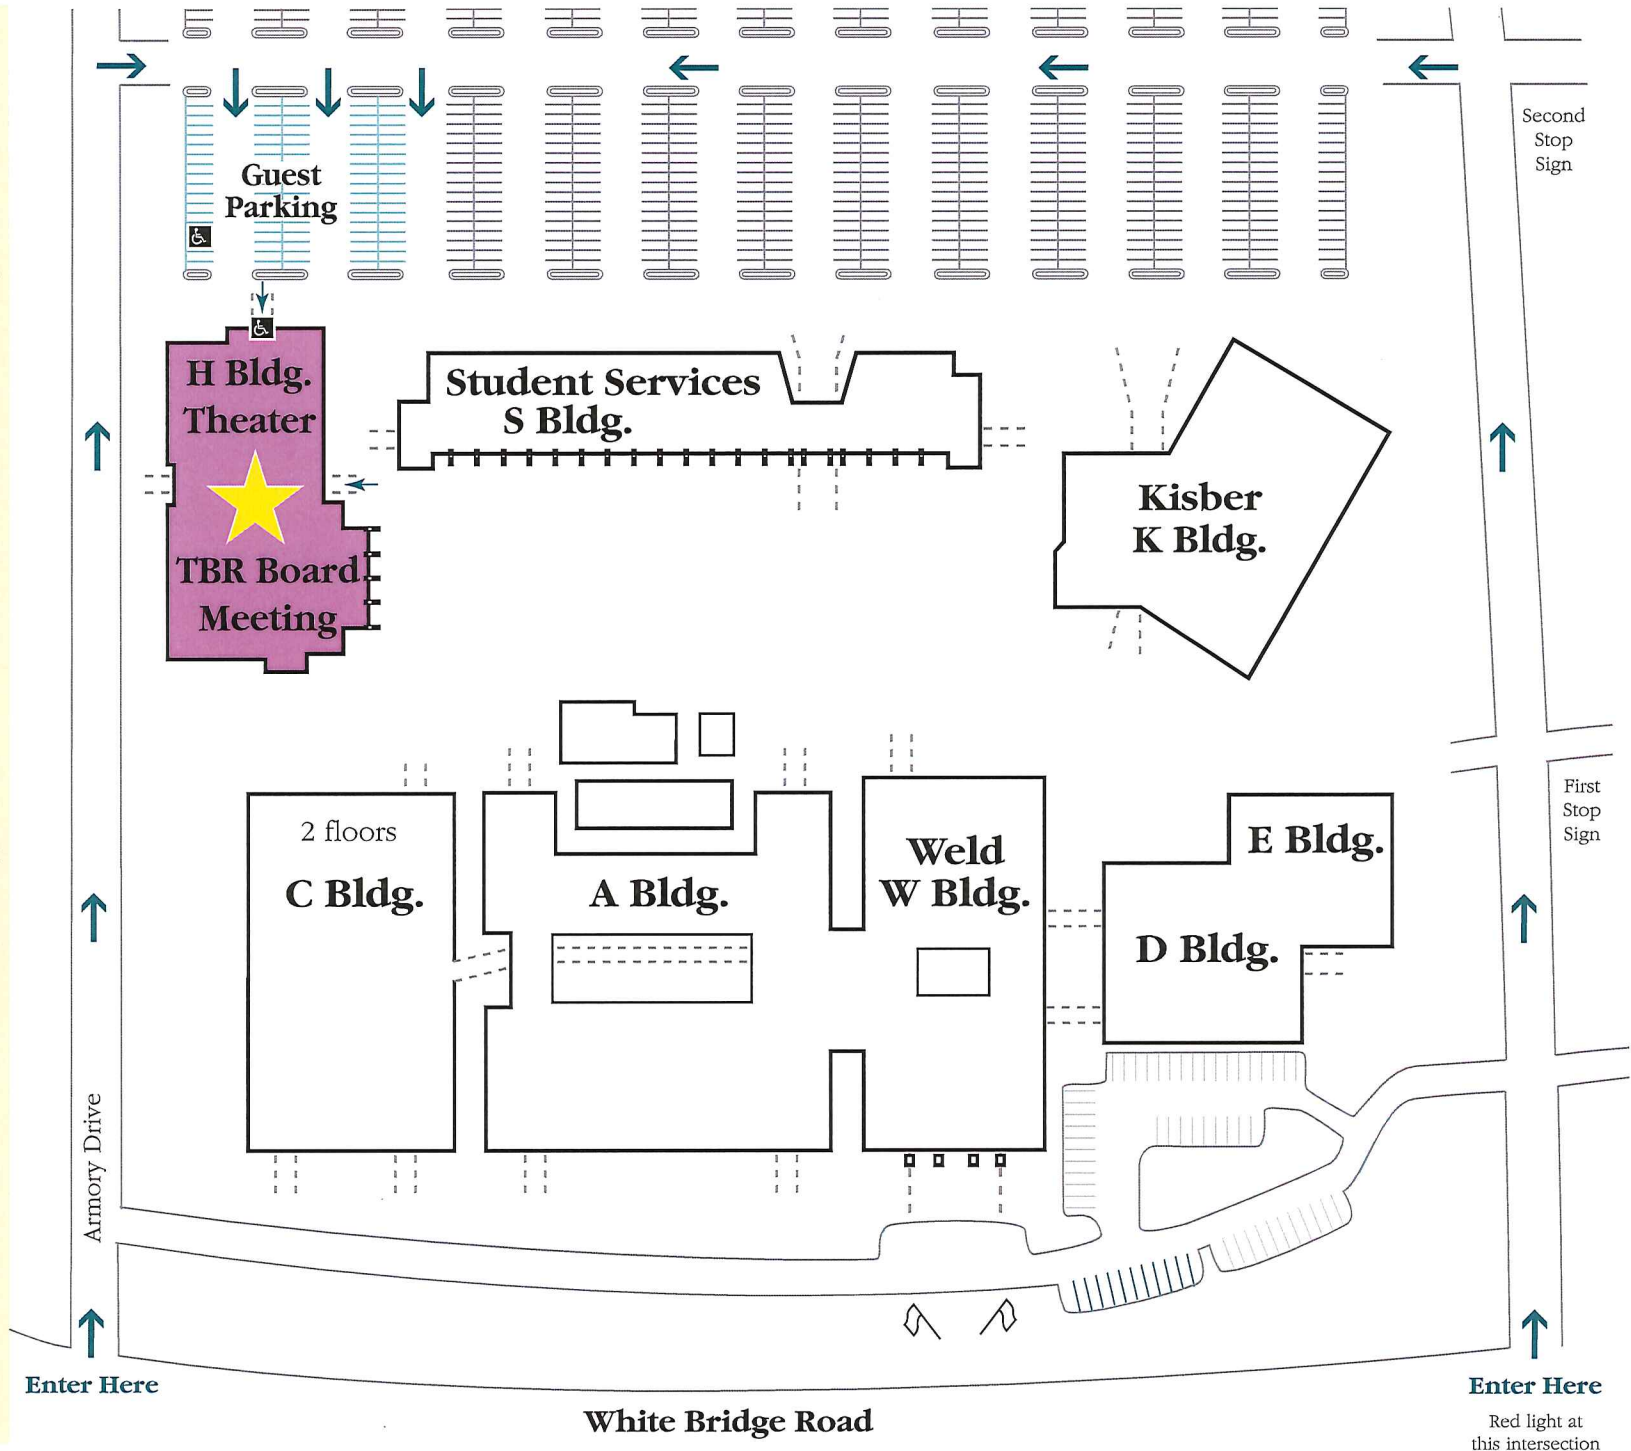 Second
Stop
Sign
Guest
Parking
H Bldg.
Theater
Student Services
S Bldg.
Kisber
K Bldg.
TBR Board
Meeting
First
Stop
Sign
2 floors
C Bldg.
A Bldg.
Weld
W Bldg.
E Bldg.
D Bldg.
Armory Drive
Enter Here
Enter Here
White Bridge Road
Red light at
this intersection